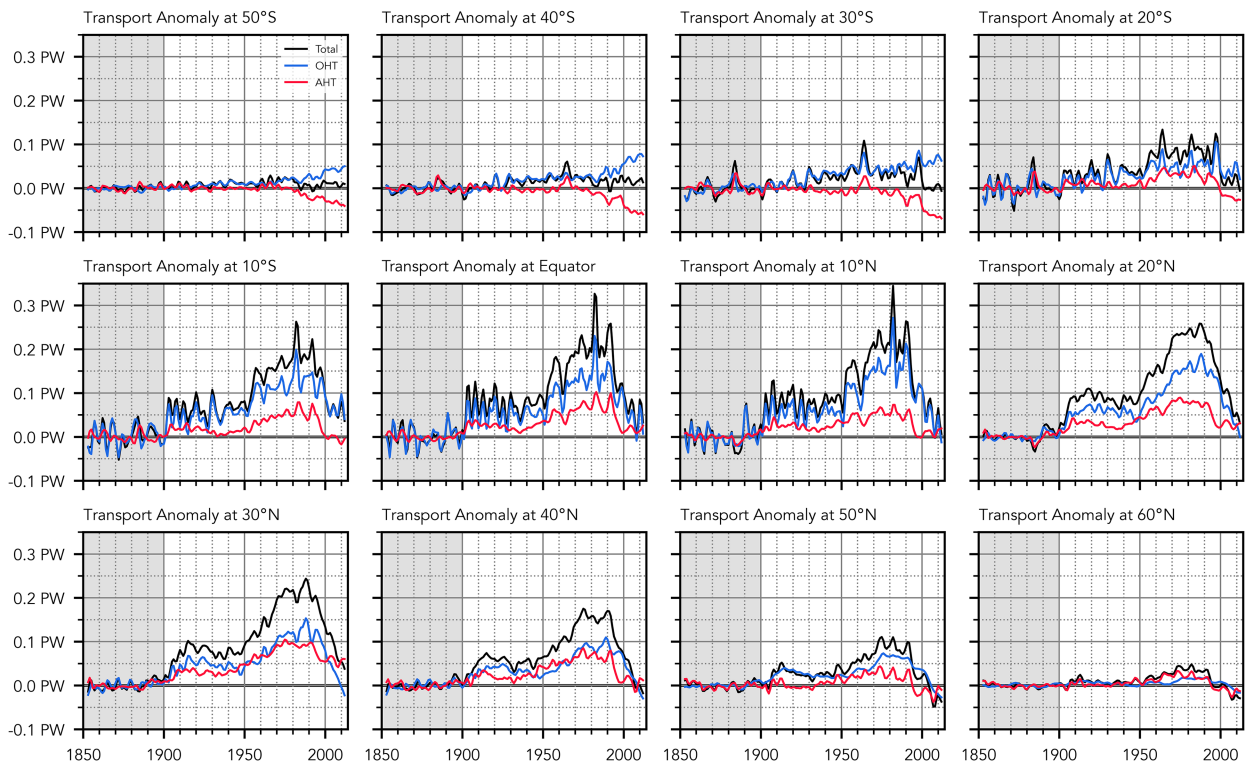 Transport Anomaly at 50°S
Transport Anomaly at 40°S
Transport Anomaly at 30°S
Transport Anomaly at 20°S
0.3 PW
0.2 PW
0.1 PW
0.0 PW
-0.1 PW
Total
OHT
AHT
Transport Anomaly at 10°S
Transport Anomaly at Equator
Transport Anomaly at 10°N
Transport Anomaly at 20°N
0.3 PW
0.2 PW
0.1 PW
0.0 PW
-0.1 PW
Transport Anomaly at 30°N
Transport Anomaly at 40°N
Transport Anomaly at 50°N
Transport Anomaly at 60°N
0.3 PW
0.2 PW
0.1 PW
0.0 PW
-0.1 PW
1850 1900 1950 2000
1850 1900 1950 2000
1850 1900 1950 2000
1850 1900 1950 2000